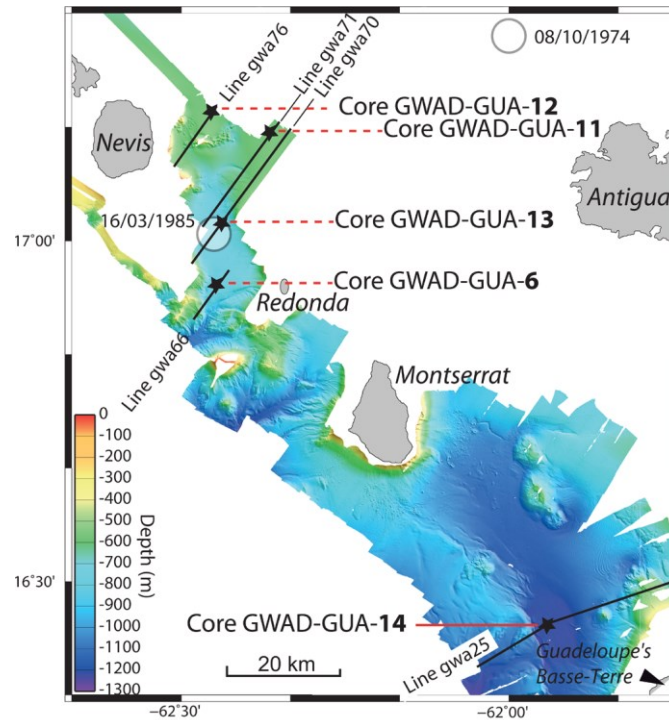 08/10/1974
Line gwa76
Line gwa71
Line gwa70
Core GWAD-GUA-12
Core GWAD-GUA-11
Nevis
Antigua
16/03/1985
Core GWAD-GUA-13
17°00'
Core GWAD-GUA-6
Redonda
Line gwa66
Montserrat
0
-100
-200
-300
-400
-500
-600
-700
-800
-900
-1000
-1100
-1200
-1300
Depth (m)
16°30'
Core GWAD-GUA-14
Line gwa25
20 km
Guadeloupe's
Basse-Terre
−62°30'
−62°00'